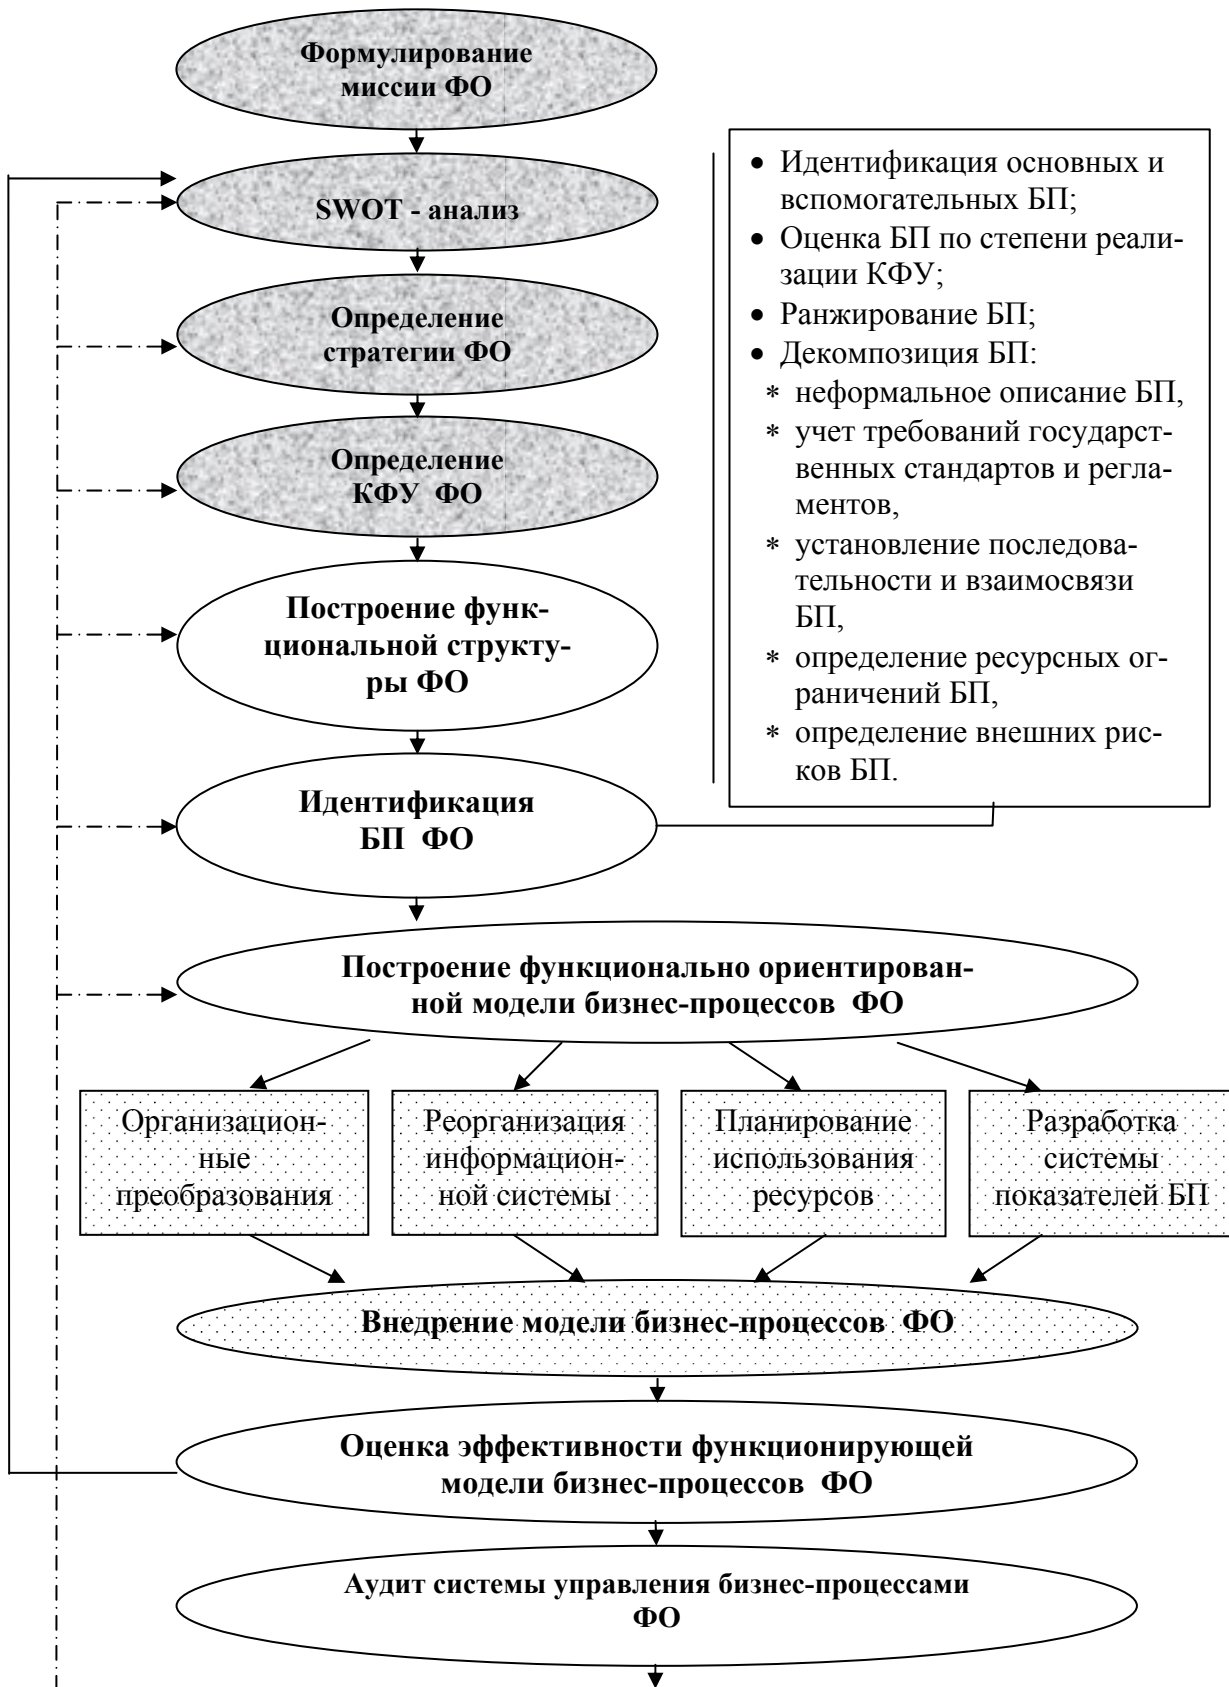 Формулирование
миссии ФО
SWOT - анализ
Определение
стратегии ФО
Определение
КФУ ФО
Построение функ-
циональной структу-
ры ФО
Идентификация
БП ФО
• Идентификация основных и
вспомогательных БП;
• Оценка БП по степени реали-
зации КФУ;
• Ранжирование БП;
• Декомпозиция БП:
* неформальное описание БП,
* учет требований государст-
венных стандартов и регла-
ментов,
* установление последова-
тельности и взаимосвязи
БП,
* определение ресурсных ог-
раничений БП,
* определение внешних рис-
ков БП.
Построение функционально ориентирован-
ной модели бизнес-процессов ФО
Организацион-
ные
преобразования
Реорганизация
информацион-
ной системы
Планирование
использования
ресурсов
Разработка
системы
показателей БП
Внедрение модели бизнес-процессов ФО
Оценка эффективности функционирующей
модели бизнес-процессов ФО
Аудит системы управления бизнес-процессами
ФО